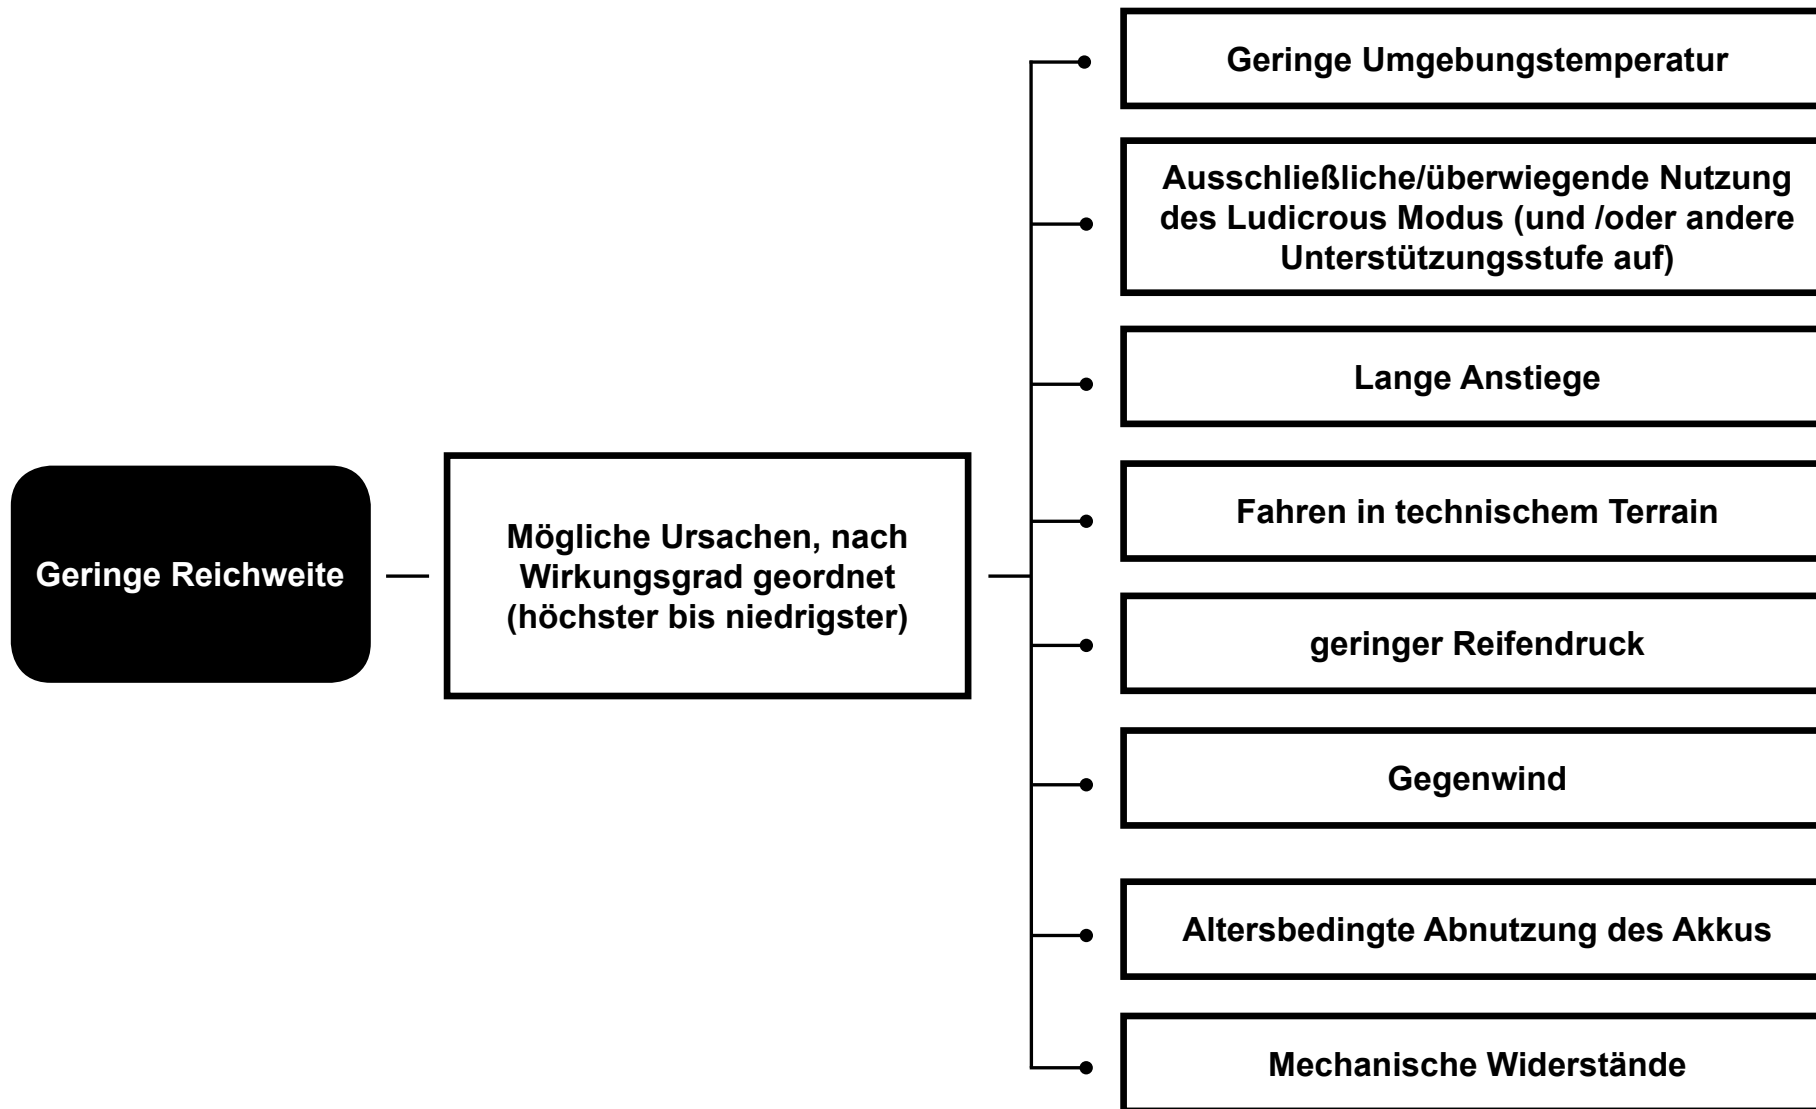 Geringe Reichweite
Mögliche Ursachen, nach
Wirkungsgrad geordnet
(höchster bis niedrigster)
Geringe Umgebungstemperatur
Ausschließliche/überwiegende Nutzung
des Ludicrous Modus (und /oder andere
Unterstützungsstufe auf)
Lange Anstiege
Fahren in technischem Terrain
geringer Reifendruck
Gegenwind
Altersbedingte Abnutzung des Akkus
Mechanische Widerstände